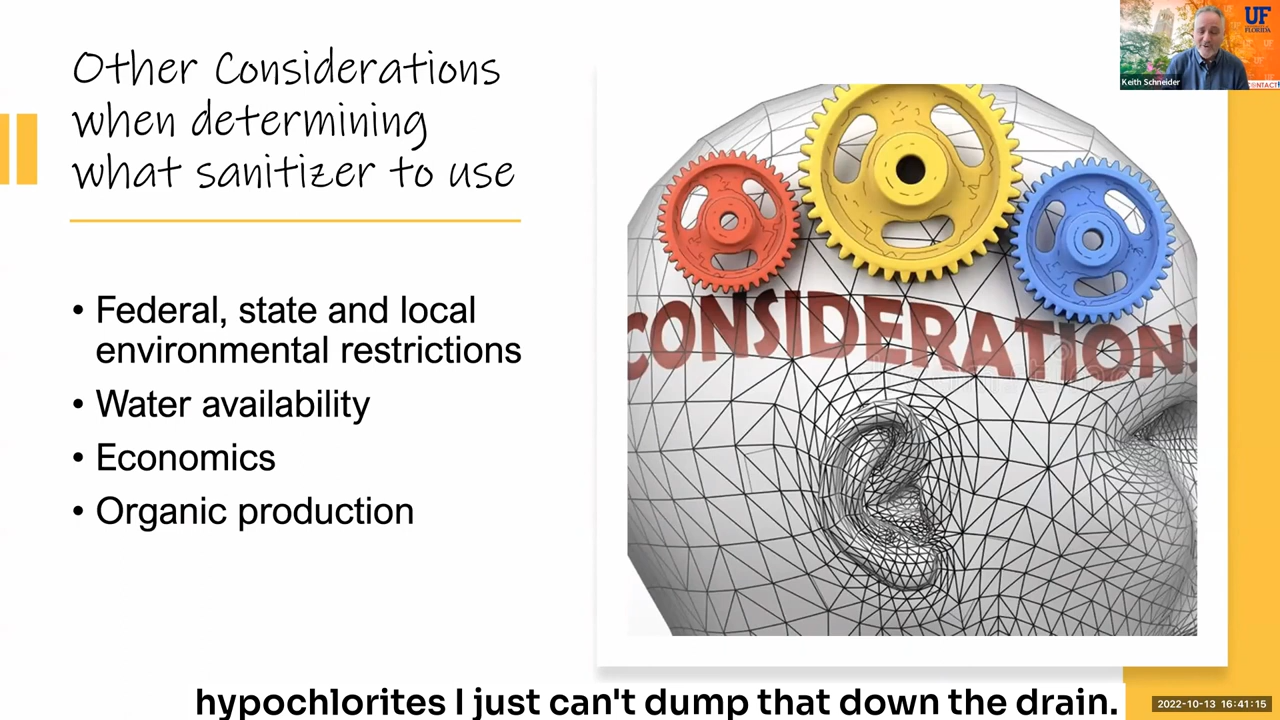 Other Considerations
when determining
what sanitizer to use
• Federal, state and local
environmental restrictions
• Water availability
• Economics
• Organic production
CONSIDERATIONS
UF
FLORIDA
Keith Schneider
hypochlorites I just can't dump that down the drain.
2022-10-13 16:41:15